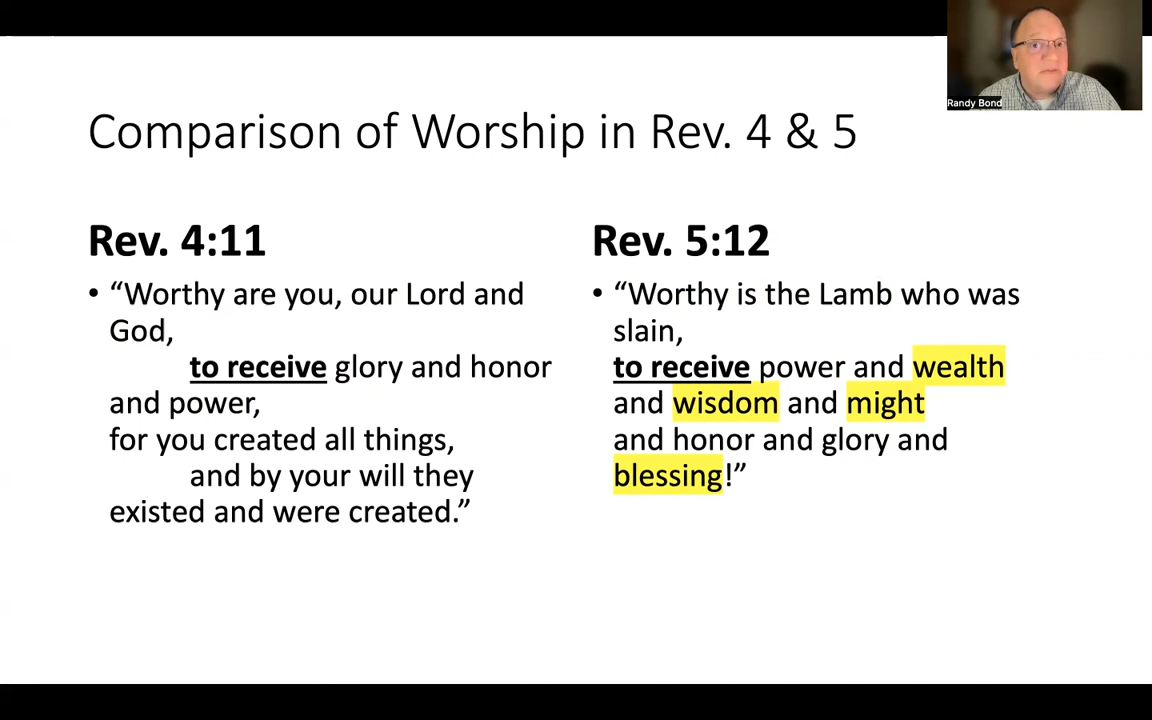 Randy Bond
Comparison of Worship in Rev. 4 & 5
Rev. 4:11
• “Worthy are you, our Lord and
God,
to receive glory and honor
and power,
for you created all things,
and by your will they
existed and were created.”
Rev. 5:12
• “Worthy is the Lamb who was
slain,
to receive power and wealth
and wisdom and might
and honor and glory and
blessing!”